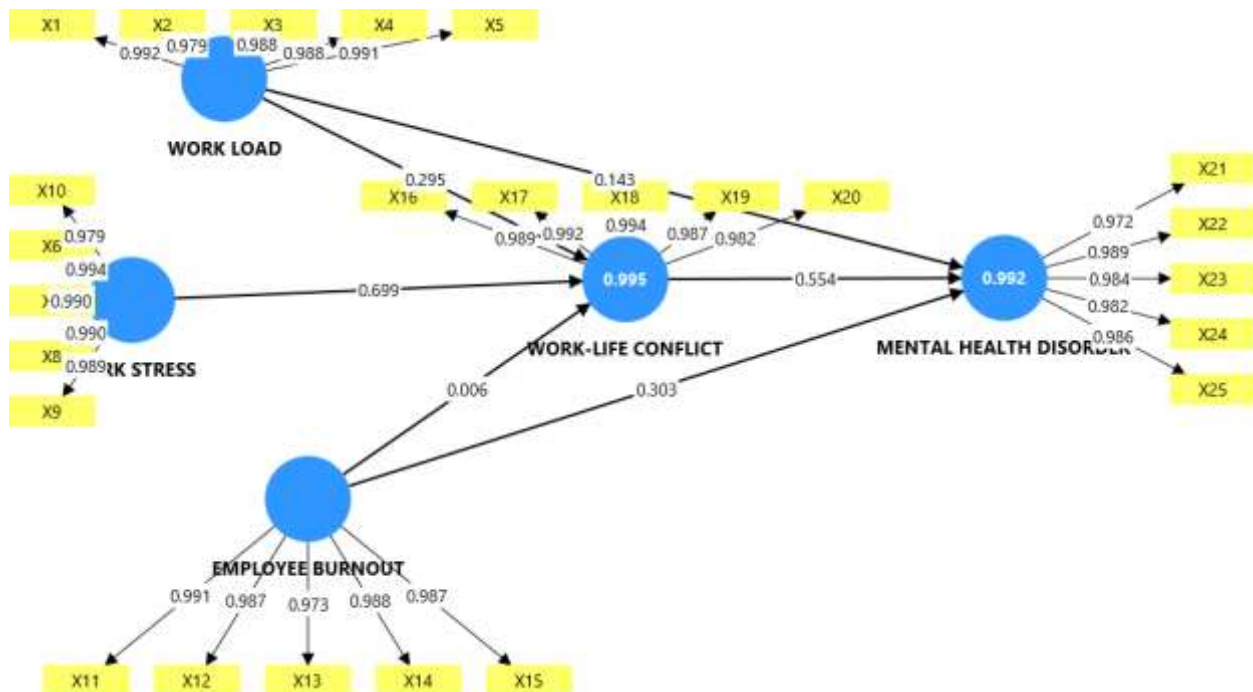 X1 X2 X3 X4 X5
0.992 0.979 0.988 0.988 0.991
WORK LOAD
0.295 0.143
X10
X6
X8
X9
0.979
0.994
0.990
0.990
0.989
RK STRESS
0.699
X16 X17 X18 X19 X20
0.989 0.992 0.994 0.987 0.982
0.995
WORK-LIFE CONFLICT
0.554
0.006 0.303
0.992
MENTAL HEALTH DISORDER
0.972
0.989
0.984
0.982
0.986
X21
X22
X23
X24
X25
EMPLOYEE BURNOUT
0.991 0.987 0.973 0.988 0.987
X11 X12 X13 X14 X15